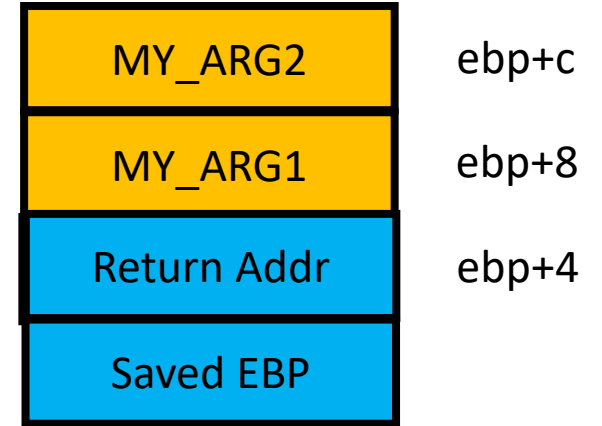 MY_ARG2 ebp+c
MY_ARG1 ebp+8
Return Addr ebp+4
Saved EBP